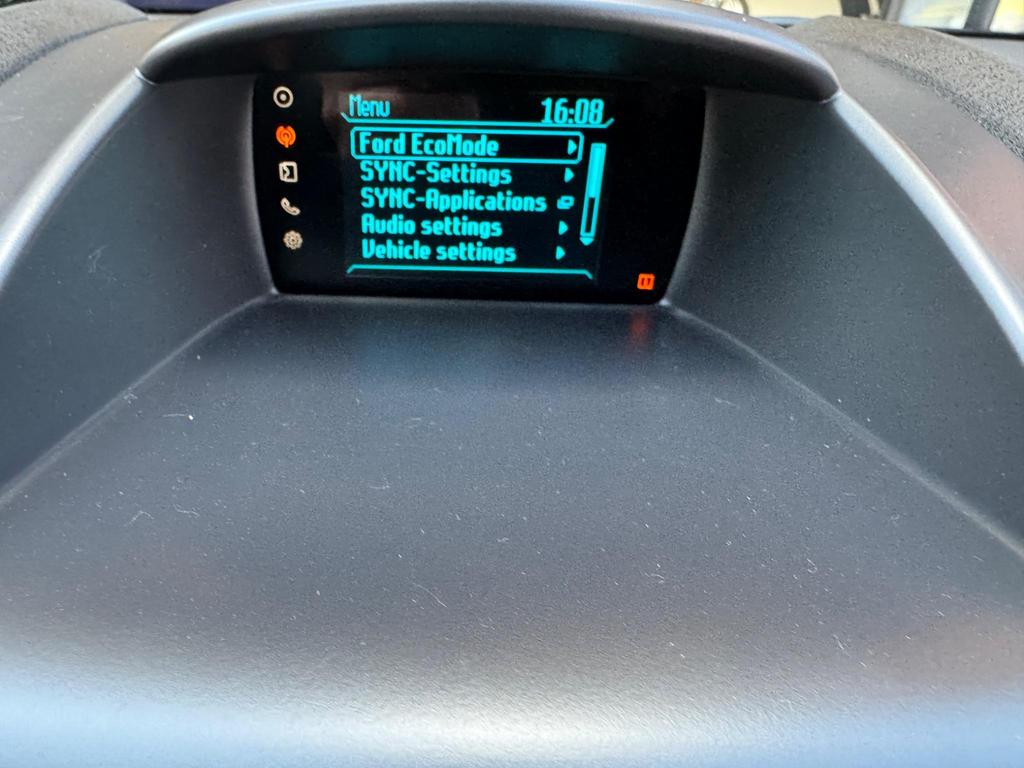 Menu
16:08
Ford EcoMode
SYNC-Settings
SYNC-Applications
Audio settings
Vehicle settings